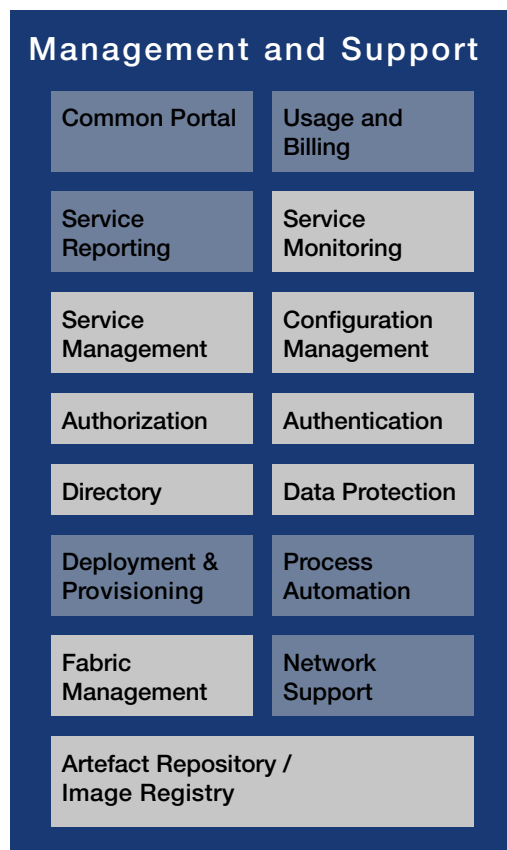 Management and Support
Common Portal
Usage and
Billing
Service
Reporting
Service
Monitoring
Service
Management
Configuration
Management
Authorization
Authentication
Directory
Data Protection
Deployment &
Provisioning
Process
Automation
Fabric
Management
Network
Support
Artefact Repository /
Image Registry